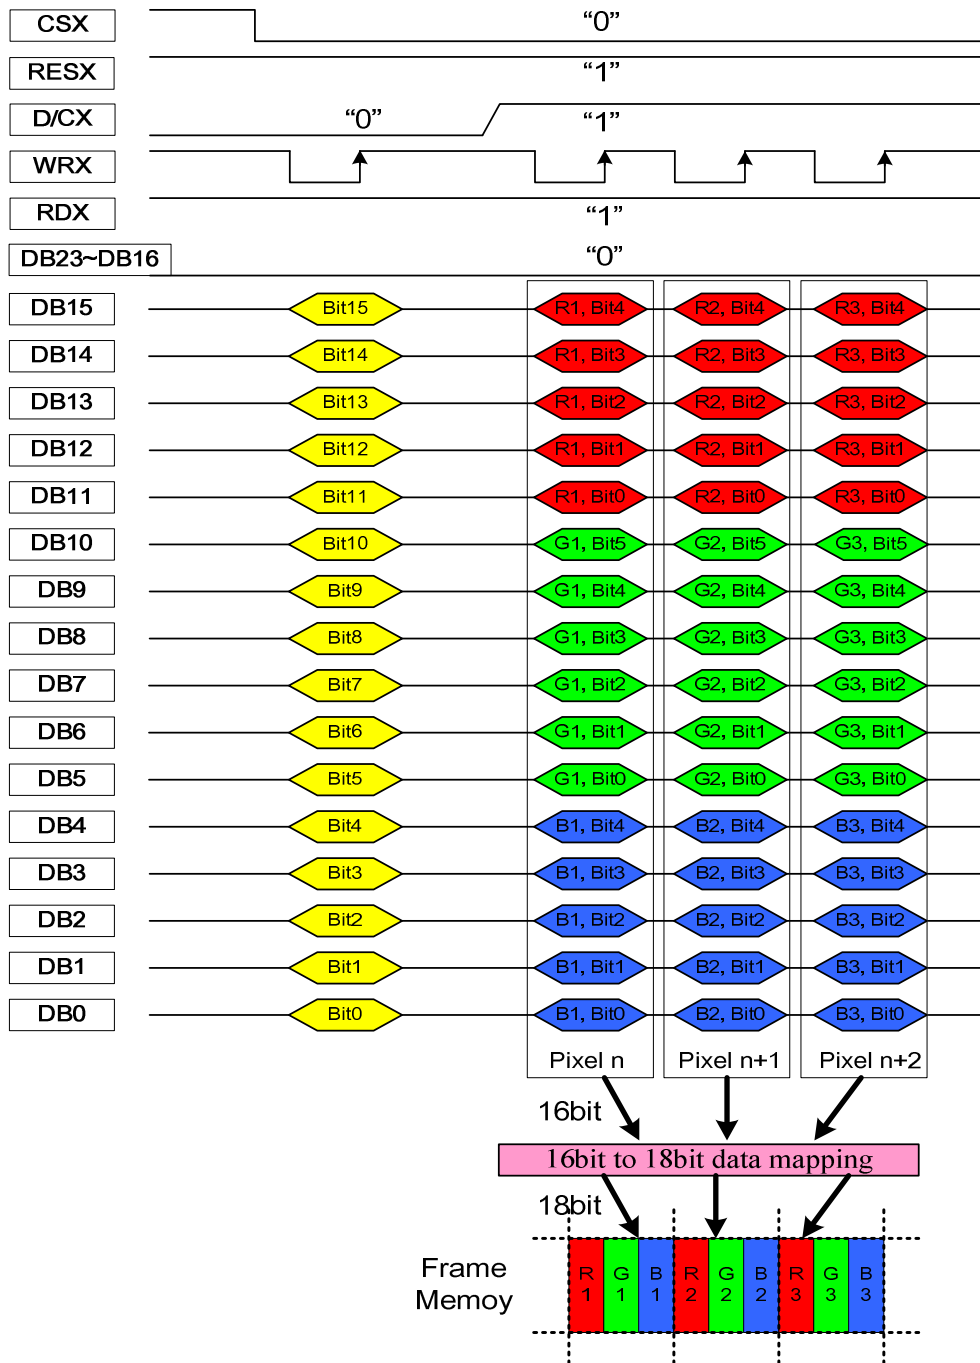 CSX “0”
RESX “1”
D/CX “0” “1”
WRX
RDX “1”
DB23~DB16 “0”
DB15 Bit15 R1, Bit4 R2, Bit4 R3, Bit4
DB14 Bit14 R1, Bit3 R2, Bit3 R3, Bit3
DB13 Bit13 R1, Bit2 R2, Bit2 R3, Bit2
DB12 Bit12 R1, Bit1 R2, Bit1 R3, Bit1
DB11 Bit11 R1, Bit0 R2, Bit0 R3, Bit0
DB10 Bit10 G1, Bit5 G2, Bit5 G3, Bit5
DB9 Bit9 G1, Bit4 G2, Bit4 G3, Bit4
DB8 Bit8 G1, Bit3 G2, Bit3 G3, Bit3
DB7 Bit7 G1, Bit2 G2, Bit2 G3, Bit2
DB6 Bit6 G1, Bit1 G2, Bit1 G3, Bit1
DB5 Bit5 G1, Bit0 G2, Bit0 G3, Bit0
DB4 Bit4 B1, Bit4 B2, Bit4 B3, Bit4
DB3 Bit3 B1, Bit3 B2, Bit3 B3, Bit3
DB2 Bit2 B1, Bit2 B2, Bit2 B3, Bit2
DB1 Bit1 B1, Bit1 B2, Bit1 B3, Bit1
DB0 Bit0 B1, Bit0 B2, Bit0 B3, Bit0
Pixel n Pixel n+1 Pixel n+2
16bit
16bit to 18bit data mapping
18bit
Frame
Memoy
R G B R G B R G B
1 1 1 2 2 2 3 3 3